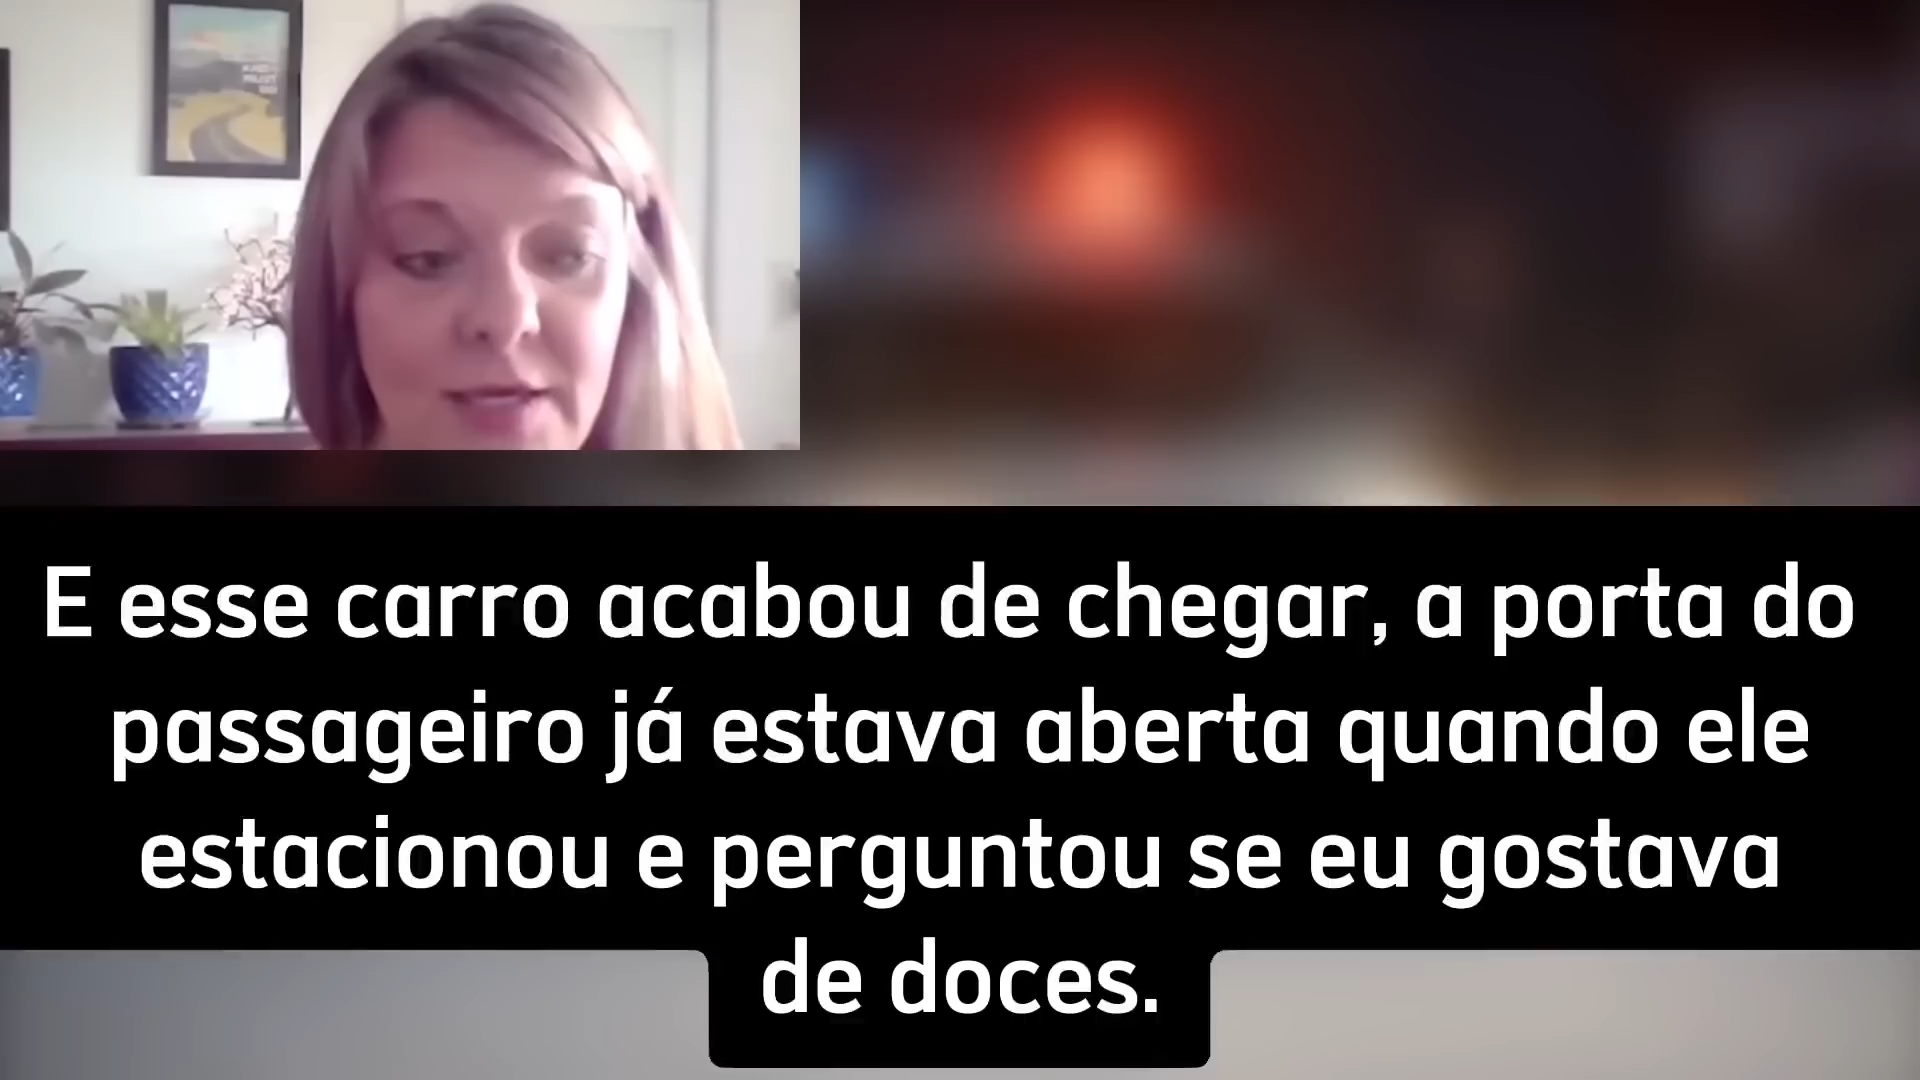 E esse carro acabou de chegar, a porta do
passageiro já estava aberta quando ele
estacionou e perguntou se eu gostava
de doces.